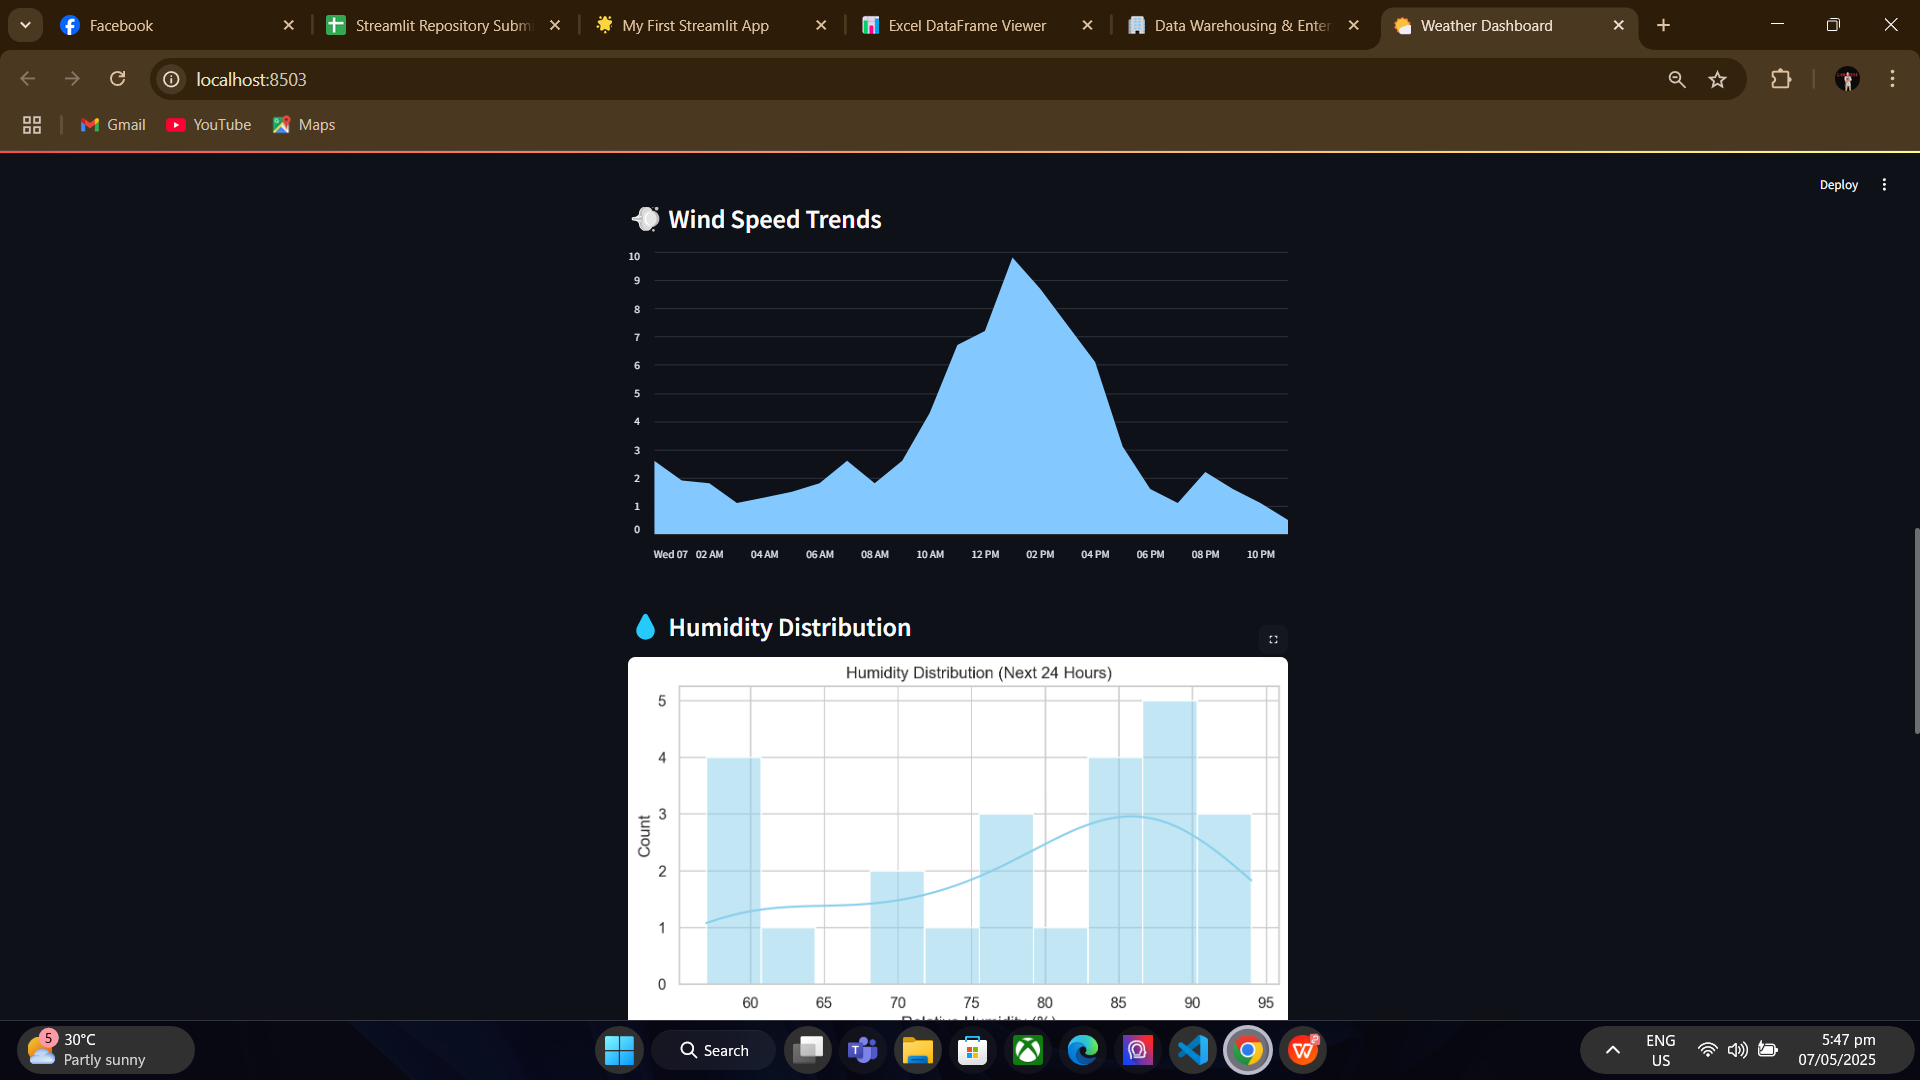 Facebook
Streamlit Repository Subm
My First Streamlit App
Excel DataFrame Viewer
Data Warehousing & Enter
Weather Dashboard
localhost:8503
Gmail
YouTube
Maps
Deploy
Wind Speed Trends
10
9
8
7
6
5
4
3
2
1
0
Wed 07 02 AM 04 AM 06 AM 08 AM 10 AM 12 PM 02 PM 04 PM 06 PM 08 PM 10 PM
Humidity Distribution
Humidity Distribution (Next 24 Hours)
5
4
3
2
1
0
Count
60 65 70 75 80 85 90 95
Relative Humidity (%)
5
30°C
Partly sunny
Search
ENG
US
5:47 pm
07/05/2025